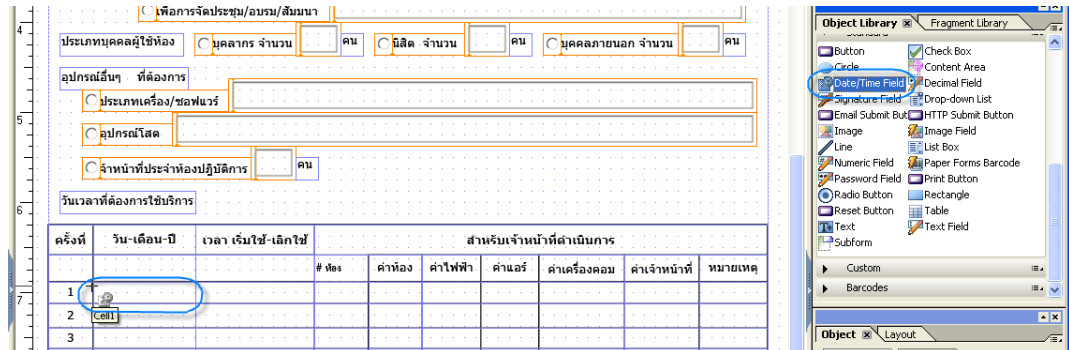 เพื่อการจัดประชุม/อบรม/สัมมนา
4
ประเภทบุคคลผู้ใช้ห้อง บุคลากร จำนวน คน นิสิต จำนวน คน บุคคลภายนอก จำนวน คน
อุปกรณ์อื่นๆ ที่ต้องการ
ประเภทเครื่อง/ซอฟแวร์
5
อุปกรณ์โสต
เจ้าหน้าที่ประจำห้องปฏิบัติการ คน
วันเวลาที่ต้องการใช้บริการ
6
ครั้งที่ วัน-เดือน-ปี เวลา เริ่มใช้-เลิกใช้ สำหรับเจ้าหน้าที่ดำเนินการ
# ห้อง ค่าห้อง ค่าไฟฟ้า ค่าแอร์ ค่าเครื่องคอม ค่าเจ้าหน้าที่ หมายเหตุ
7
1
2 Cell1
3
Object Library Fragment Library
Standard
Button Check Box
Circle Content Area
Date/Time Field Decimal Field
Signature Field Drop-down List
Email Submit But HTTP Submit Button
Image Image Field
Line List Box
Numeric Field Paper Forms Barcode
Password Field Print Button
Radio Button Rectangle
Reset Button Table
Text Text Field
Subform
Custom
Barcodes
Object Layout